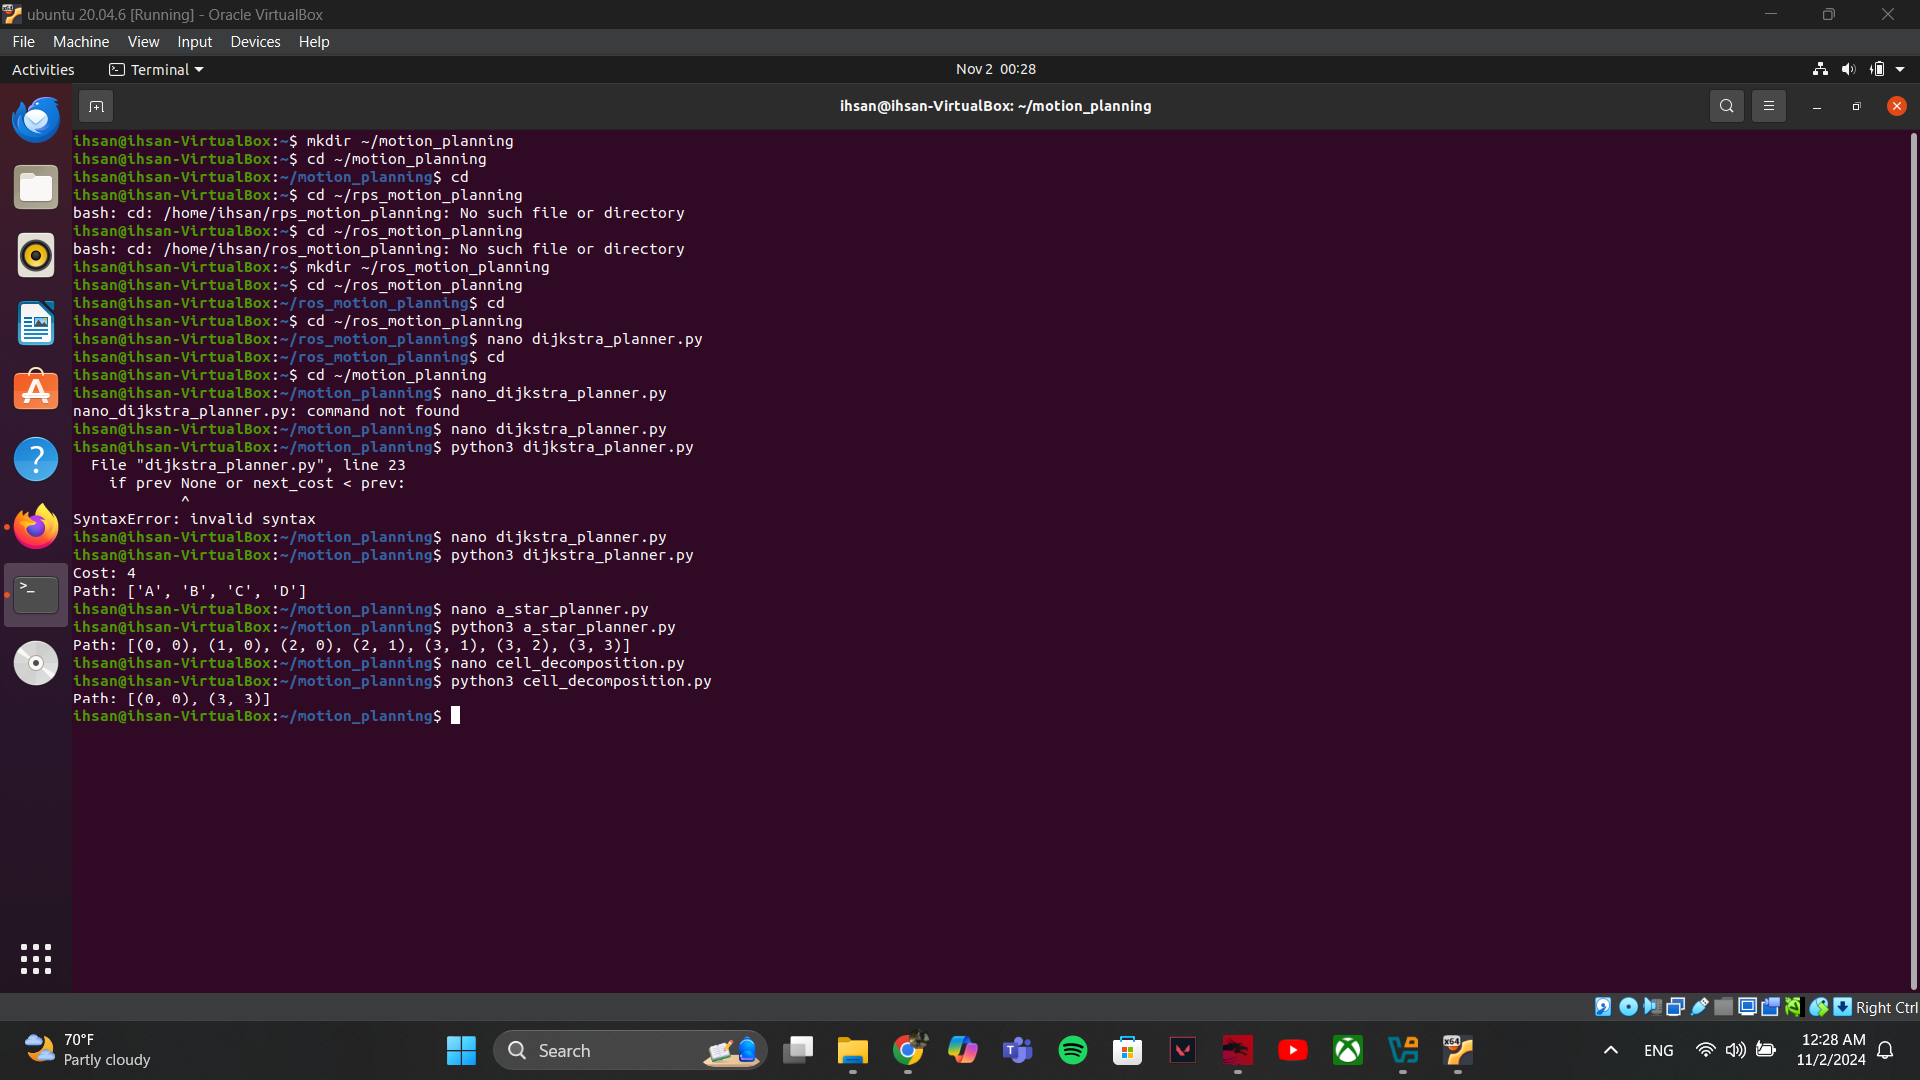 ubuntu 20.04.6 [Running] - Oracle VirtualBox
File Machine View Input Devices Help
Activities Terminal Nov 2 00:28
ihsan@ihsan-VirtualBox: ~/motion_planning
ihsan@ihsan-VirtualBox:~$ mkdir ~/motion_planning
ihsan@ihsan-VirtualBox:~$ cd ~/motion_planning
ihsan@ihsan-VirtualBox:~/motion_planning$ cd
ihsan@ihsan-VirtualBox:~$ cd ~/rps_motion_planning
bash: cd: /home/ihsan/rps_motion_planning: No such file or directory
ihsan@ihsan-VirtualBox:~$ cd ~/ros_motion_planning
bash: cd: /home/ihsan/ros_motion_planning: No such file or directory
ihsan@ihsan-VirtualBox:~$ mkdir ~/ros_motion_planning
ihsan@ihsan-VirtualBox:~$ cd ~/ros_motion_planning
ihsan@ihsan-VirtualBox:~/ros_motion_planning$ cd
ihsan@ihsan-VirtualBox:~$ cd ~/ros_motion_planning
ihsan@ihsan-VirtualBox:~/ros_motion_planning$ nano dijkstra_planner.py
ihsan@ihsan-VirtualBox:~/ros_motion_planning$ cd
ihsan@ihsan-VirtualBox:~$ cd ~/motion_planning
ihsan@ihsan-VirtualBox:~/motion_planning$ nano_dijkstra_planner.py
nano_dijkstra_planner.py: command not found
ihsan@ihsan-VirtualBox:~/motion_planning$ nano dijkstra_planner.py
ihsan@ihsan-VirtualBox:~/motion_planning$ python3 dijkstra_planner.py
File "dijkstra_planner.py", line 23
if prev None or next_cost < prev:
^
SyntaxError: invalid syntax
ihsan@ihsan-VirtualBox:~/motion_planning$ nano dijkstra_planner.py
ihsan@ihsan-VirtualBox:~/motion_planning$ python3 dijkstra_planner.py
Cost: 4
Path: ['A', 'B', 'C', 'D']
ihsan@ihsan-VirtualBox:~/motion_planning$ nano a_star_planner.py
ihsan@ihsan-VirtualBox:~/motion_planning$ python3 a_star_planner.py
Path: [(0, 0), (1, 0), (2, 0), (2, 1), (3, 1), (3, 2), (3, 3)]
ihsan@ihsan-VirtualBox:~/motion_planning$ nano cell_decomposition.py
ihsan@ihsan-VirtualBox:~/motion_planning$ python3 cell_decomposition.py
Path: [(0, 0), (3, 3)]
ihsan@ihsan-VirtualBox:~/motion_planning$
Right Ctrl
70°F
Partly cloudy
Search
ENG
12:28 AM
11/2/2024